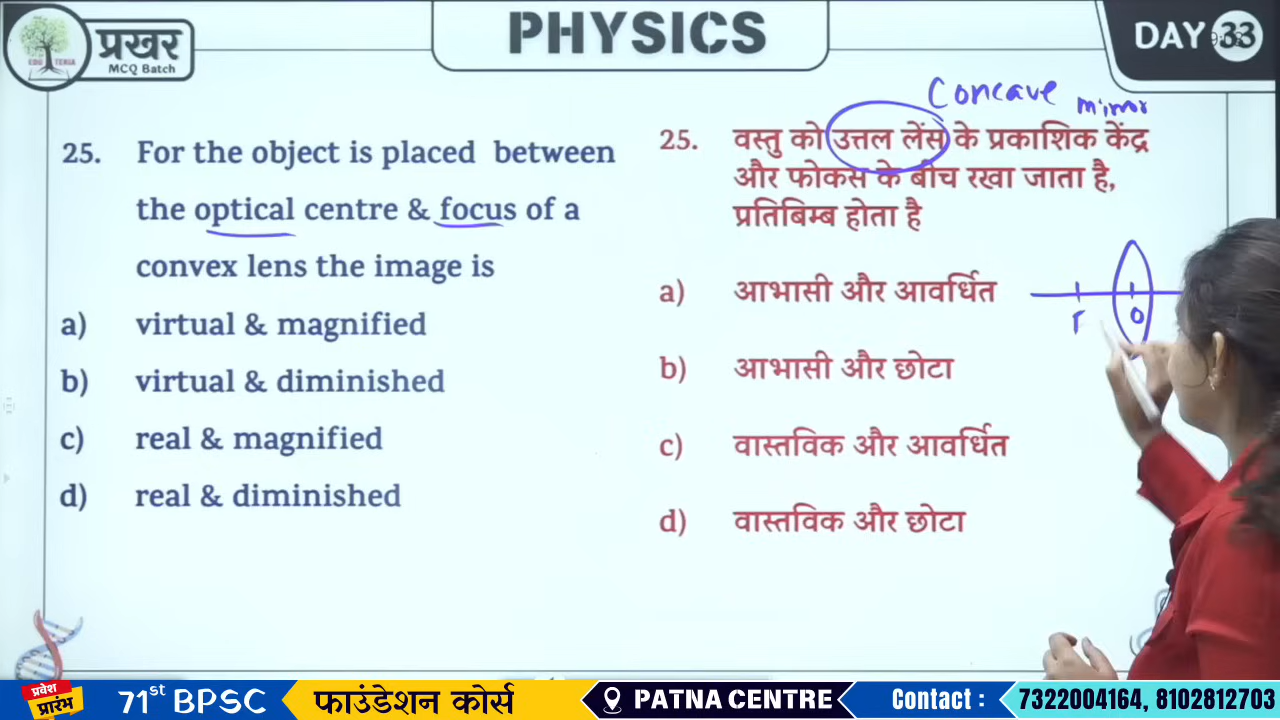 EDU TERIA
प्रखर
MCQ Batch
PHYSICS
DAY 33
Concave mirror
25. For the object is placed between
the optical centre & focus of a
convex lens the image is
a) virtual & magnified
b) virtual & diminished
c) real & magnified
d) real & diminished
25. वस्तु को उत्तल लेंस के प्रकाशिक केंद्र
और फोकस के बीच रखा जाता है,
प्रतिबिम्ब होता है
a) आभासी और आवर्धित
b) आभासी और छोटा
c) वास्तविक और आवर्धित
d) वास्तविक और छोटा
F O
प्रवेश
प्रारंभ
71st BPSC
फाउंडेशन कोर्स
PATNA CENTRE
Contact :
7322004164, 8102812703